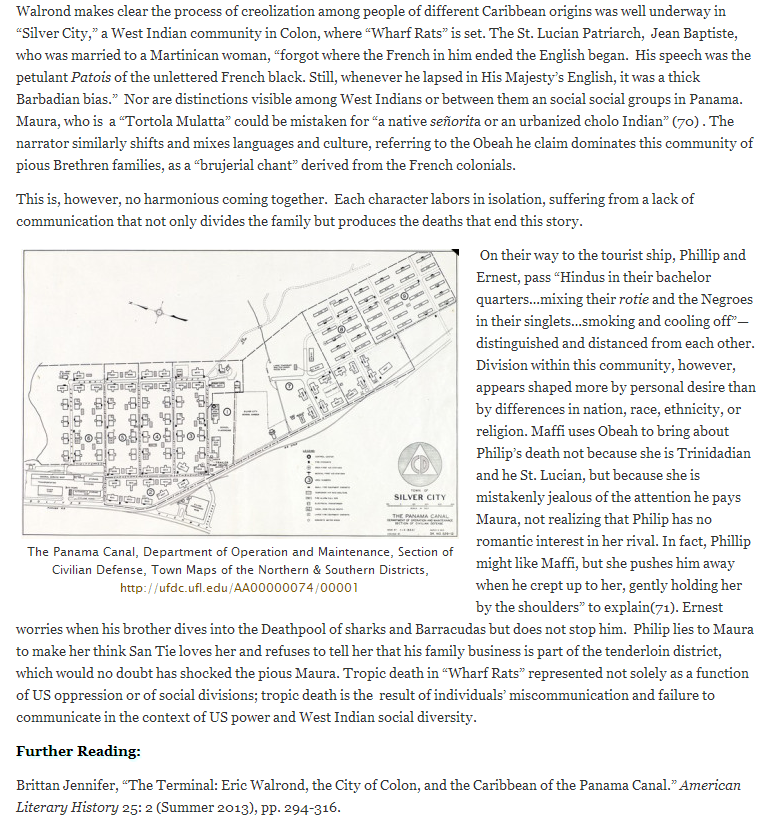 Walrond makes clear the process of creolization among people of different Caribbean origins was well underway in
“Silver City,” a West Indian community in Colon, where “Wharf Rats” is set. The St. Lucian Patriarch,  Jean Baptiste,
who was married to a Martinican woman, “forgot where the French in him ended the English began.  His speech was the
petulant Patois of the unlettered French black. Still, whenever he lapsed in His Majesty’s English, it was a thick
Barbadian bias.”  Nor are distinctions visible among West Indians or between them an social social groups in Panama.
Maura, who is  a “Tortola Mulatta” could be mistaken for “a native señorita or an urbanized cholo Indian” (70) . The
narrator similarly shifts and mixes languages and culture, referring to the Obeah he claim dominates this community of
pious Brethren families, as a “brujerial chant” derived from the French colonials.
This is, however, no harmonious coming together.  Each character labors in isolation, suffering from a lack of
communication that not only divides the family but produces the deaths that end this story.
On their way to the tourist ship, Phillip and
Ernest, pass “Hindus in their bachelor
quarters…mixing their rotie and the Negroes
in their singlets…smoking and cooling off”—
distinguished and distanced from each other.
Division within this community, however,
appears shaped more by personal desire than
by differences in nation, race, ethnicity, or
religion. Maffi uses Obeah to bring about
Philip’s death not because she is Trinidadian
and he St. Lucian, but because she is
mistakenly jealous of the attention he pays
Maura, not realizing that Philip has no
romantic interest in her rival. In fact, Phillip
might like Maffi, but she pushes him away
when he crept up to her, gently holding her
by the shoulders” to explain(71). Ernest
worries when his brother dives into the Deathpool of sharks and Barracudas but does not stop him.  Philip lies to Maura
to make her think San Tie loves her and refuses to tell her that his family business is part of the tenderloin district,
which would no doubt has shocked the pious Maura. Tropic death in “Wharf Rats” represented not solely as a function
of US oppression or of social divisions; tropic death is the  result of individuals’ miscommunication and failure to
communicate in the context of US power and West Indian social diversity.
TOWN OF
SILVER CITY
THE PANAMA CANAL
The Panama Canal, Department of Operation and Maintenance, Section of
Civilian Defense, Town Maps of the Northern & Southern Districts,
http://ufdc.ufl.edu/AA00000074/00001
Further Reading:
Brittan Jennifer, “The Terminal: Eric Walrond, the City of Colon, and the Caribbean of the Panama Canal.” American
Literary History 25: 2 (Summer 2013), pp. 294-316.